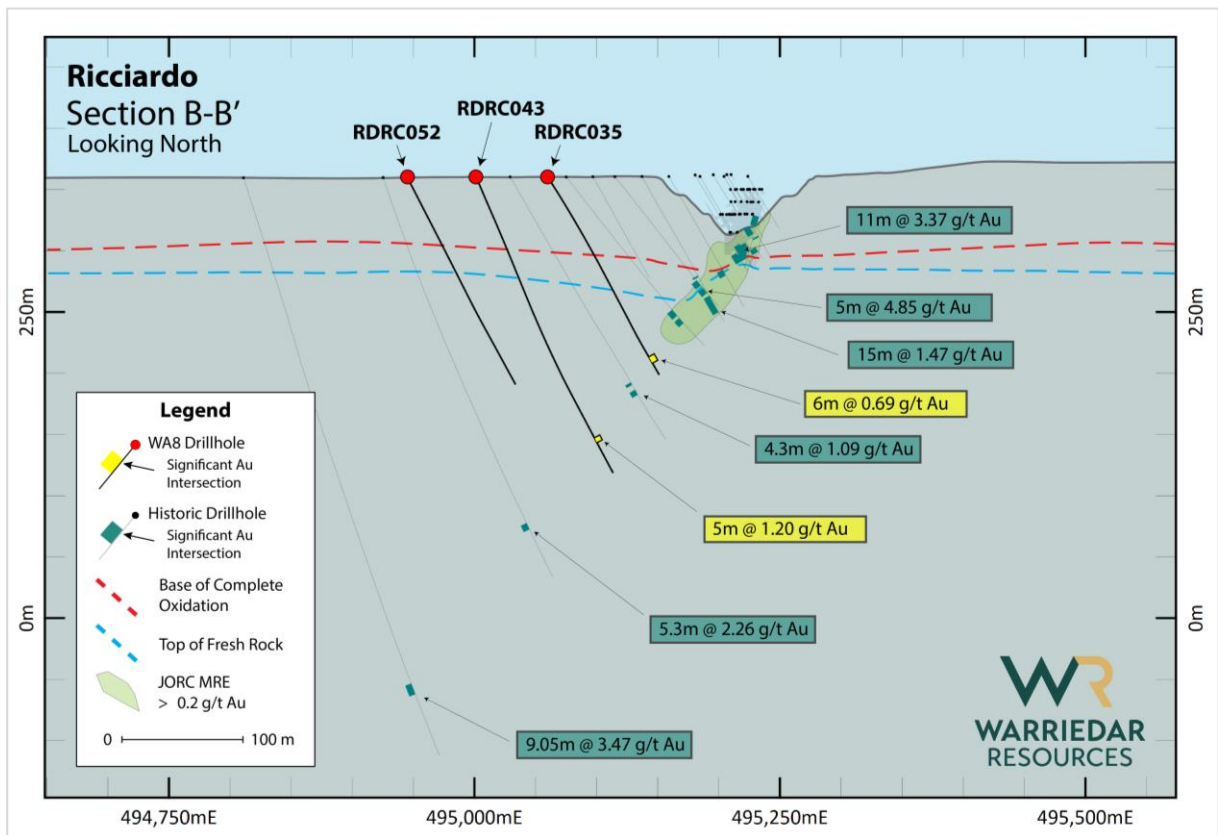 Ricciardo
Section B-B'
Looking North
RDRC052
RDRC043
RDRC035
11m @ 3.37 g/t Au
5m @ 4.85 g/t Au
15m @ 1.47 g/t Au
6m @ 0.69 g/t Au
4.3m @ 1.09 g/t Au
5m @ 1.20 g/t Au
5.3m @ 2.26 g/t Au
9.05m @ 3.47 g/t Au
250m
0m
250m
0m
Legend
WA8 Drillhole
Significant Au
Intersection
Historic Drillhole
Significant Au
Intersection
Base of Complete
Oxidation
Top of Fresh Rock
JORC MRE
> 0.2 g/t Au
0
100 m
WR
WARRIEDAR
RESOURCES
494,750mE
495,000mE
495,250mE
495,500mE